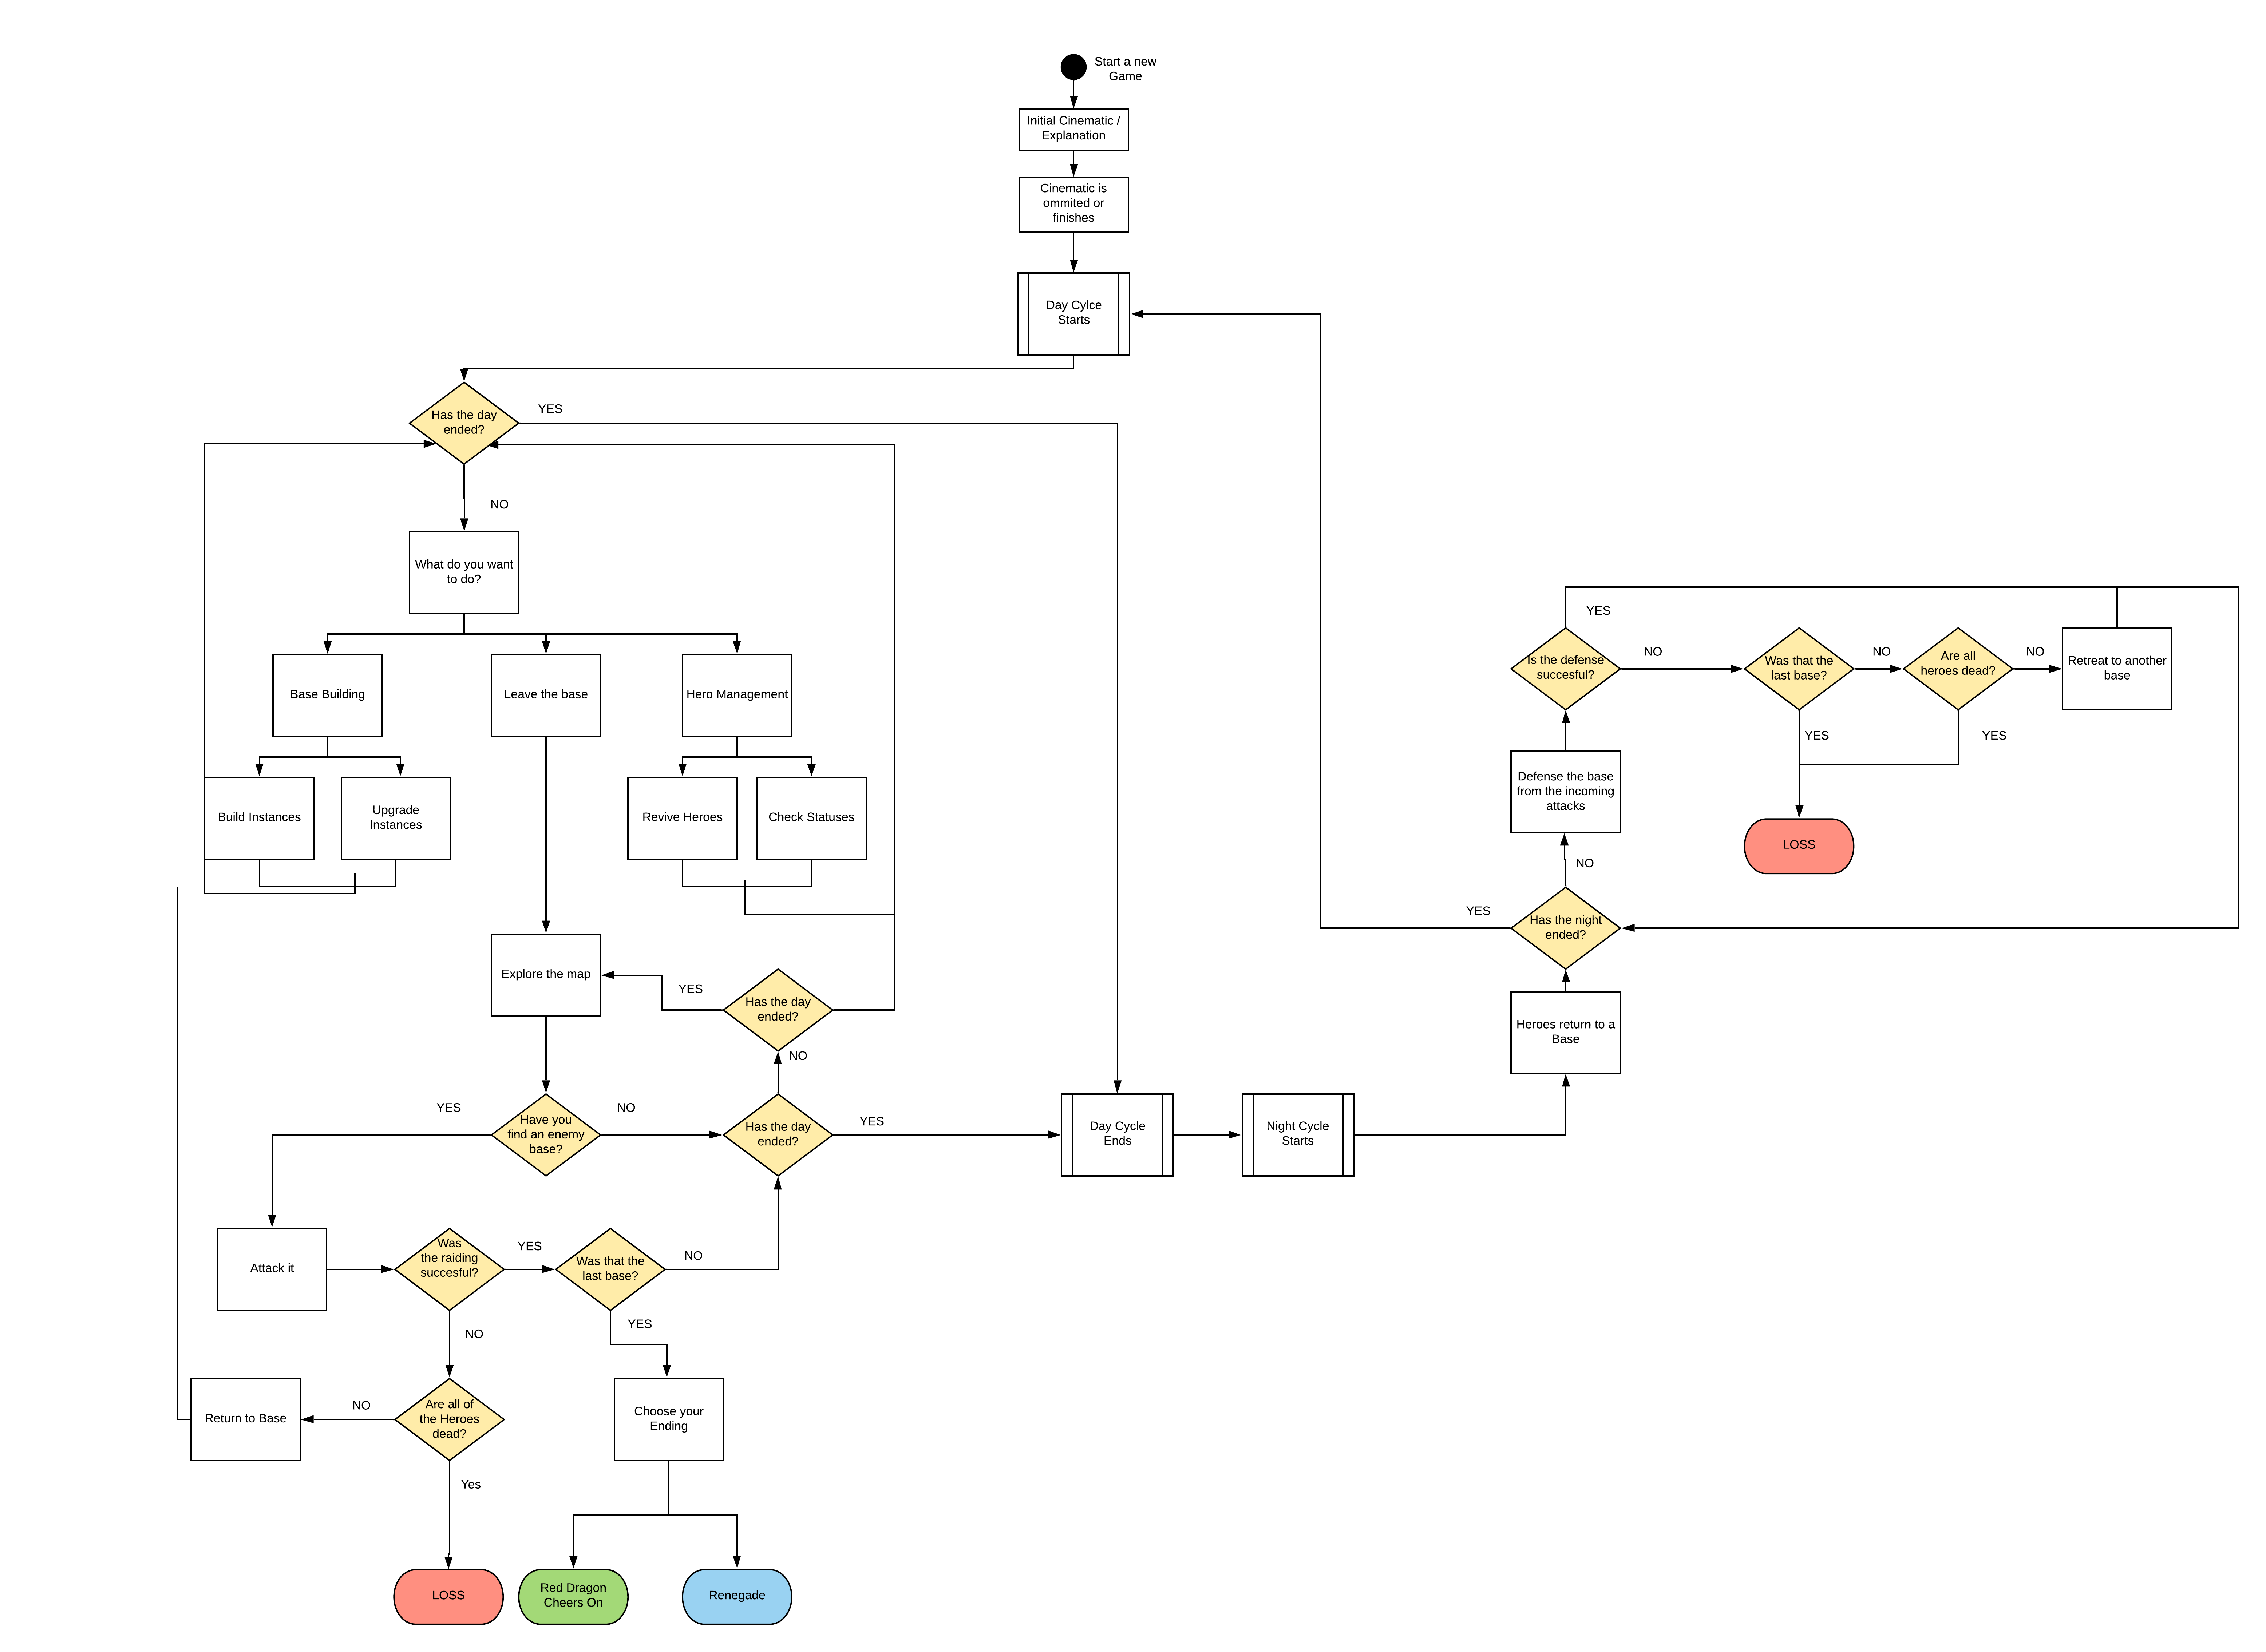 Start a new
Game
Initial Cinematic /
Explanation
Cinematic is
ommited or
finishes
Day Cylce
Starts
Has the day
ended?
YES
NO
What do you want
to do?
Base Building
Leave the base
Hero Management
Build Instances
Upgrade
Instances
Revive Heroes
Check Statuses
Explore the map
YES
Has the day
ended?
NO
YES
Have you
find an enemy
base?
NO
Has the day
ended?
YES
Day Cycle
Ends
Night Cycle
Starts
Attack it
Was
the raiding
succesful?
YES
Was that the
last base?
NO
YES
NO
Return to Base
NO
Are all of
the Heroes
dead?
Choose your
Ending
Yes
LOSS
Red Dragon
Cheers On
Renegade
YES
Is the defense
succesful?
NO
Was that the
last base?
NO
Are all
heroes dead?
NO
Retreat to another
base
YES
YES
Defense the base
from the incoming
attacks
LOSS
NO
YES
Has the night
ended?
Heroes return to a
Base